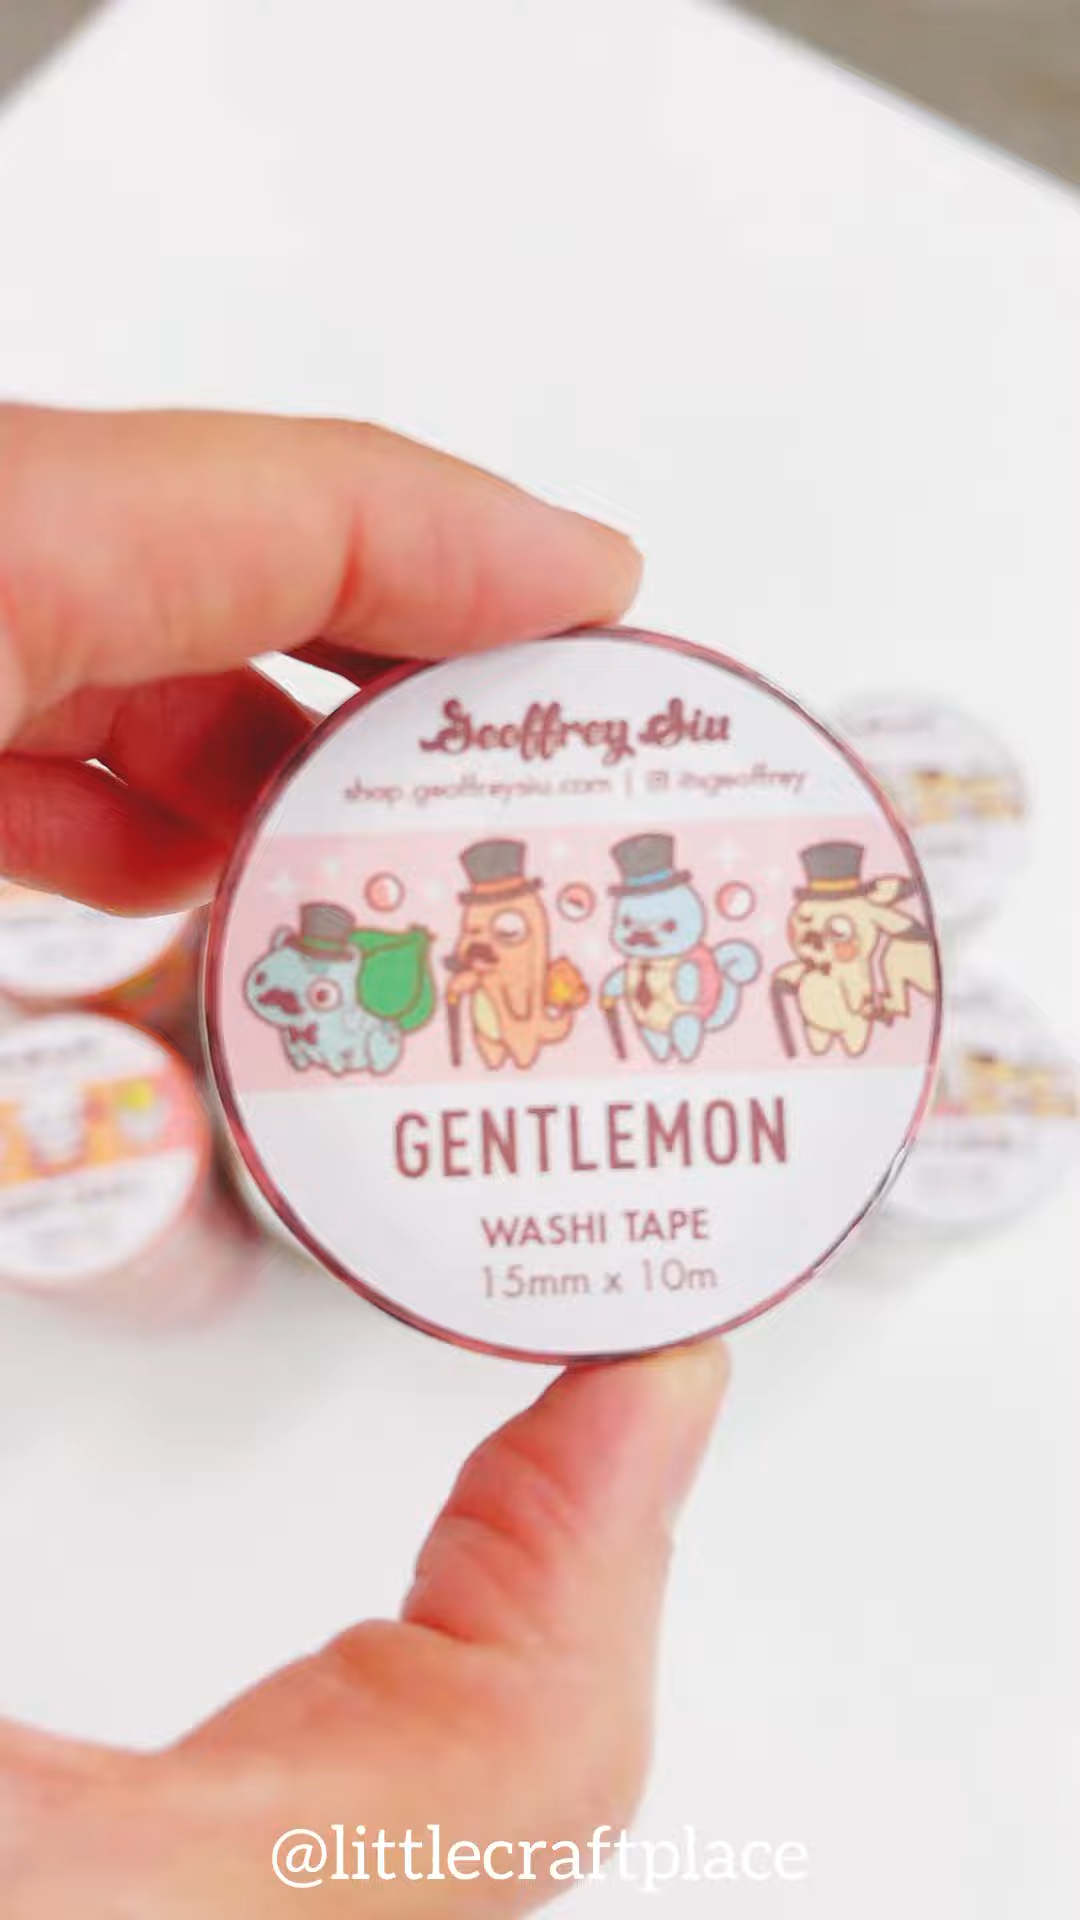 Geoffrey Siu
shop.geoffreysiu.com | itsgeoffrey
GENTLEMON
WASHI TAPE
15mm x 10m
@littlecraftplace